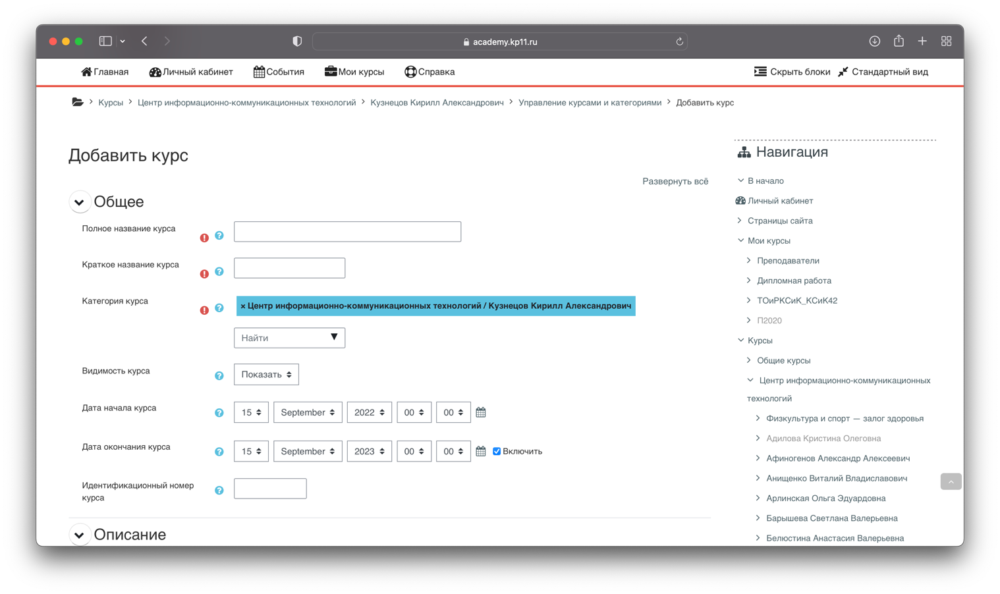 academy.kp11.ru
Главная Личный кабинет События Мои курсы Справка Скрыть блоки Стандартный вид
Курсы Центр информационно-коммуникационных технологий Кузнецов Кирилл Александрович Управление курсами и категориями Добавить курс
Добавить курс
Развернуть всё
Общее
Полное название курса
Краткое название курса
Категория курса
× Центр информационно-коммуникационных технологий / Кузнецов Кирилл Александрович
Найти ▼
Видимость курса
Показать
Дата начала курса
15 September 2022 00 00
Дата окончания курса
15 September 2023 00 00 Включить
Идентификационный номер
курса
Описание
Навигация
В начало
Личный кабинет
Страницы сайта
Мои курсы
Преподаватели
Дипломная работа
ТОиРКСиК_КСиК42
П2020
Курсы
Общие курсы
Центр информационно-коммуникационных
технологий
Физкультура и спорт — залог здоровья
Адилова Кристина Олеговна
Афиногенов Александр Алексеевич
Анищенко Виталий Владиславович
Арлинская Ольга Эдуардовна
Барышева Светлана Валерьевна
Белюстина Анастасия Валерьевна